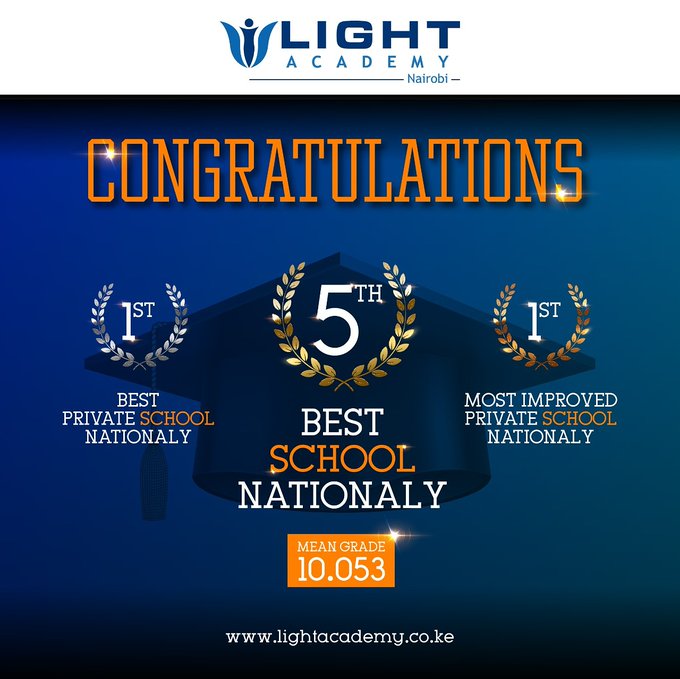 LIGHT
ACADEMY
Nairobi
CONGRATULATIONS
1ST
BEST
PRIVATE SCHOOL
NATIONALY
5TH
BEST
SCHOOL
NATIONALY
1ST
MOST IMPROVED
PRIVATE SCHOOL
NATIONALY
MEAN GRADE
10.053
www.lightacademy.co.ke